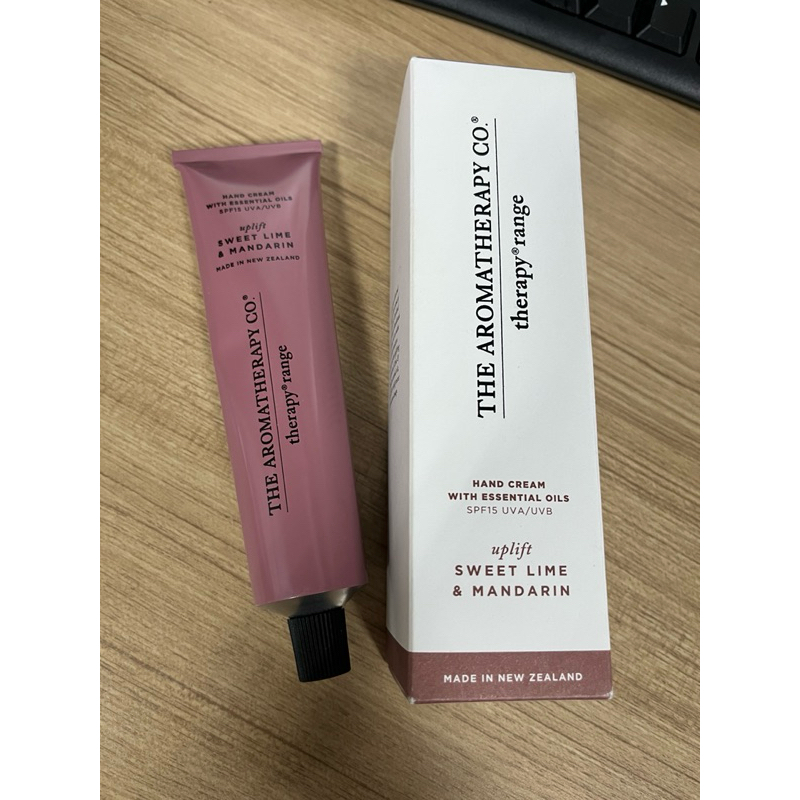 HAND CREAM
WITH ESSENTIAL OILS
SPF15 UVA/UVB
uplift
SWEET LIME
& MANDARIN
MADE IN NEW ZEALAND
THE AROMATHERAPY CO.®
therapy® range
THE AROMATHERAPY CO.®
therapy® range
HAND CREAM
WITH ESSENTIAL OILS
SPF15 UVA/UVB
uplift
SWEET LIME
& MANDARIN
MADE IN NEW ZEALAND